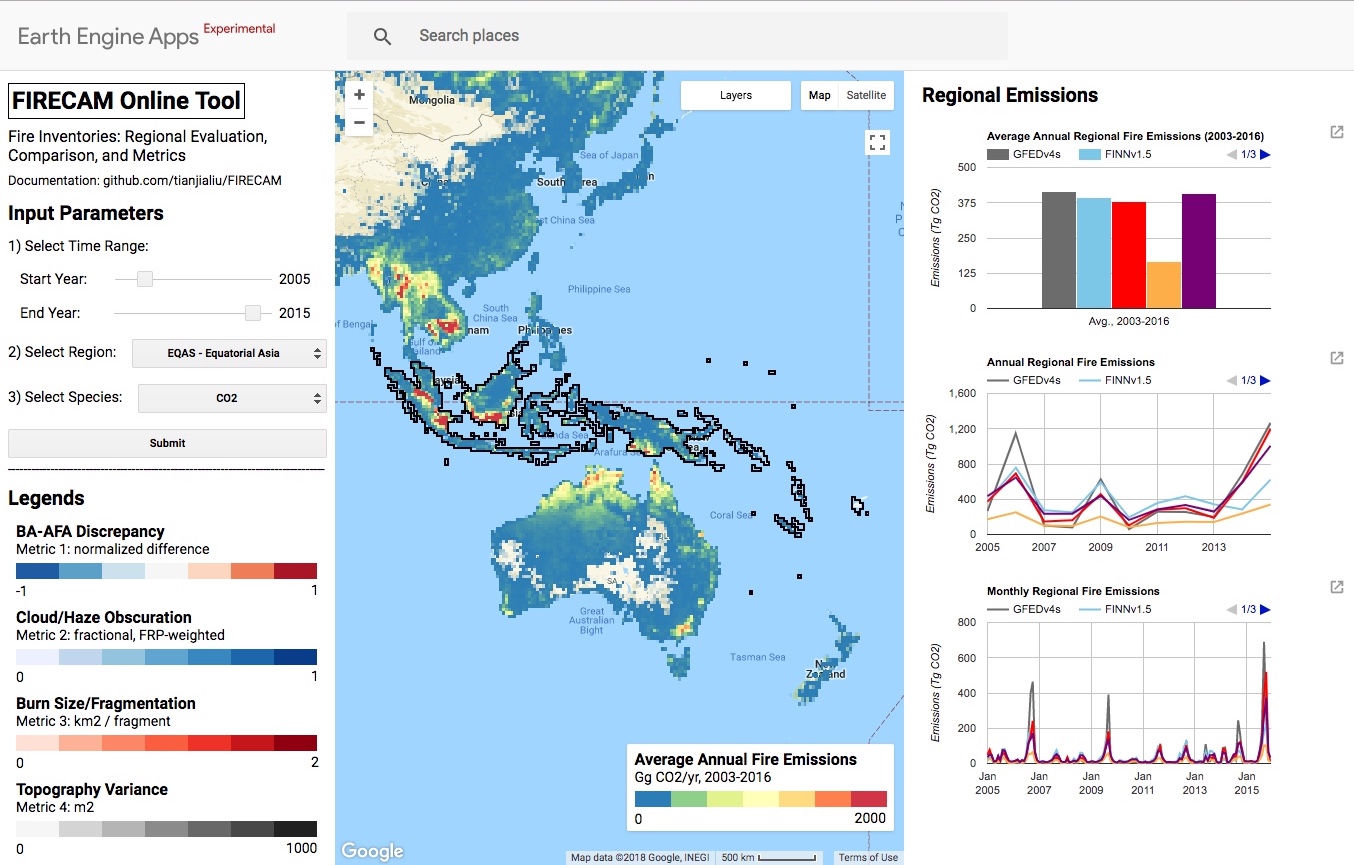 Earth Engine Apps Experimental
Search places
FIRECAM Online Tool
Fire Inventories: Regional Evaluation,
Comparison, and Metrics
Documentation: github.com/tianjialiu/FIRECAM
Input Parameters
1) Select Time Range:
Start Year: 2005
End Year: 2015
2) Select Region: EQAS - Equatorial Asia
3) Select Species: CO2
Submit
Legends
BA-AFA Discrepancy
Metric 1: normalized difference
-1 1
Cloud/Haze Obscuration
Metric 2: fractional, FRP-weighted
0 1
Burn Size/Fragmentation
Metric 3: km2 / fragment
0 2
Topography Variance
Metric 4: m2
0 1000
+
−
Layers
Map Satellite
Mongolia
Sea of Japan
South
East China Sea
Philippine Sea
South
China Sea
Philippines
of Bengal
Gulf of
Arafura
Coral Sea
SA
Great
Australian
Bight
Tasman Sea
New
Zealand
Average Annual Fire Emissions
Gg CO2/yr, 2003-2016
0 2000
Google
Map data ©2018 Google, INEGI 500 km Terms of Use
Regional Emissions
Average Annual Regional Fire Emissions (2003-2016)
GFEDv4s FINNv1.5 1/3
Emissions (Tg CO2)
500
375
250
125
0
Avg., 2003-2016
Annual Regional Fire Emissions
GFEDv4s FINNv1.5 1/3
Emissions (Tg CO2)
1,600
1,200
800
400
0
2005 2007 2009 2011 2013
Monthly Regional Fire Emissions
GFEDv4s FINNv1.5 1/3
Emissions (Tg CO2)
800
600
400
200
0
Jan Jan Jan Jan Jan Jan
2005 2007 2009 2011 2013 2015